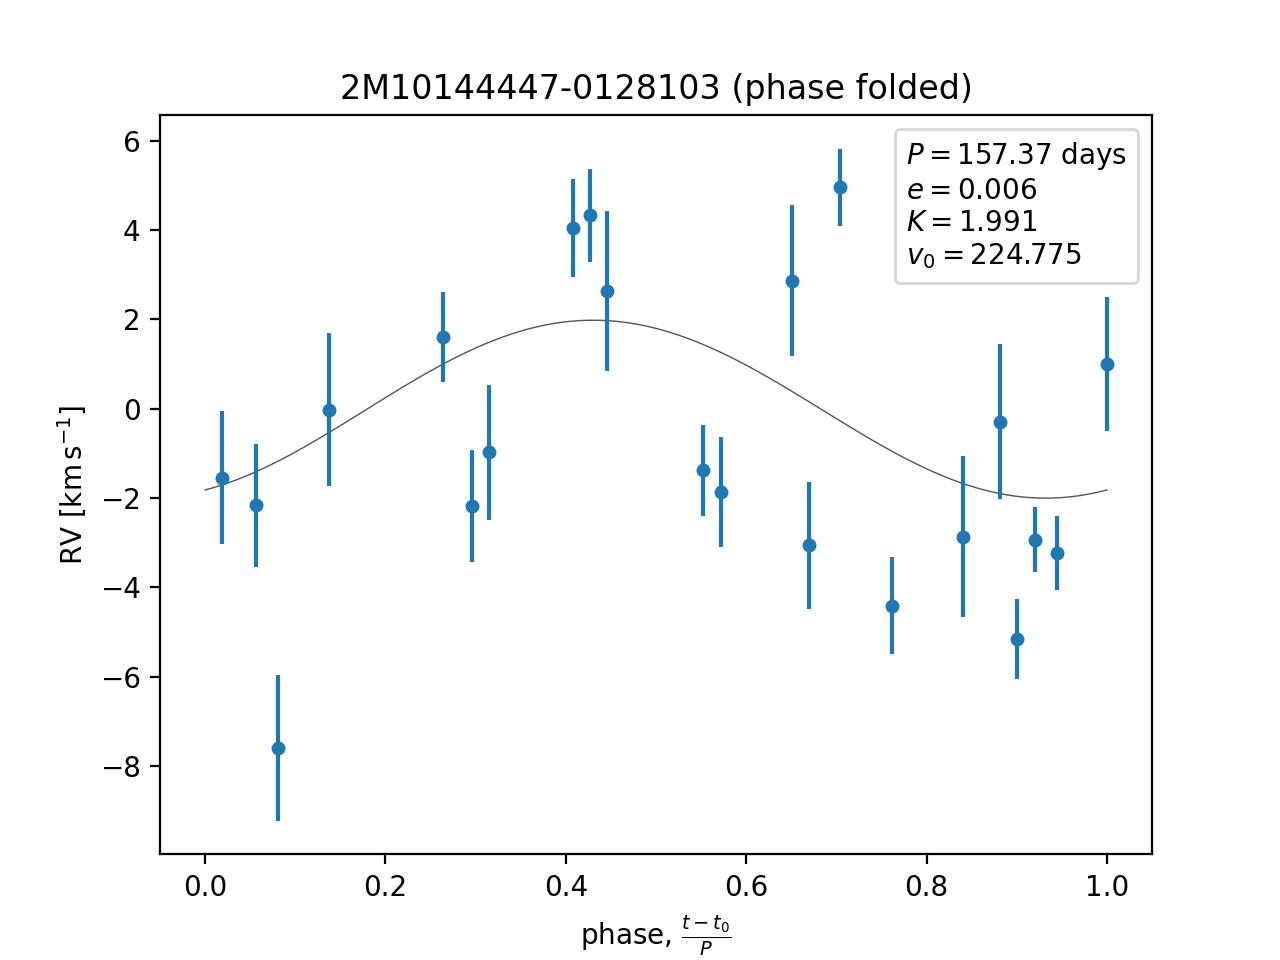 2M10144447-0128103 (phase folded)
P = 157.37 days
e = 0.006
K = 1.991
v₀ = 224.775
6
4
2
0
−2
−4
−6
−8
RV [km s⁻¹]
0.0 0.2 0.4 0.6 0.8 1.0
phase, (t − t₀)/P